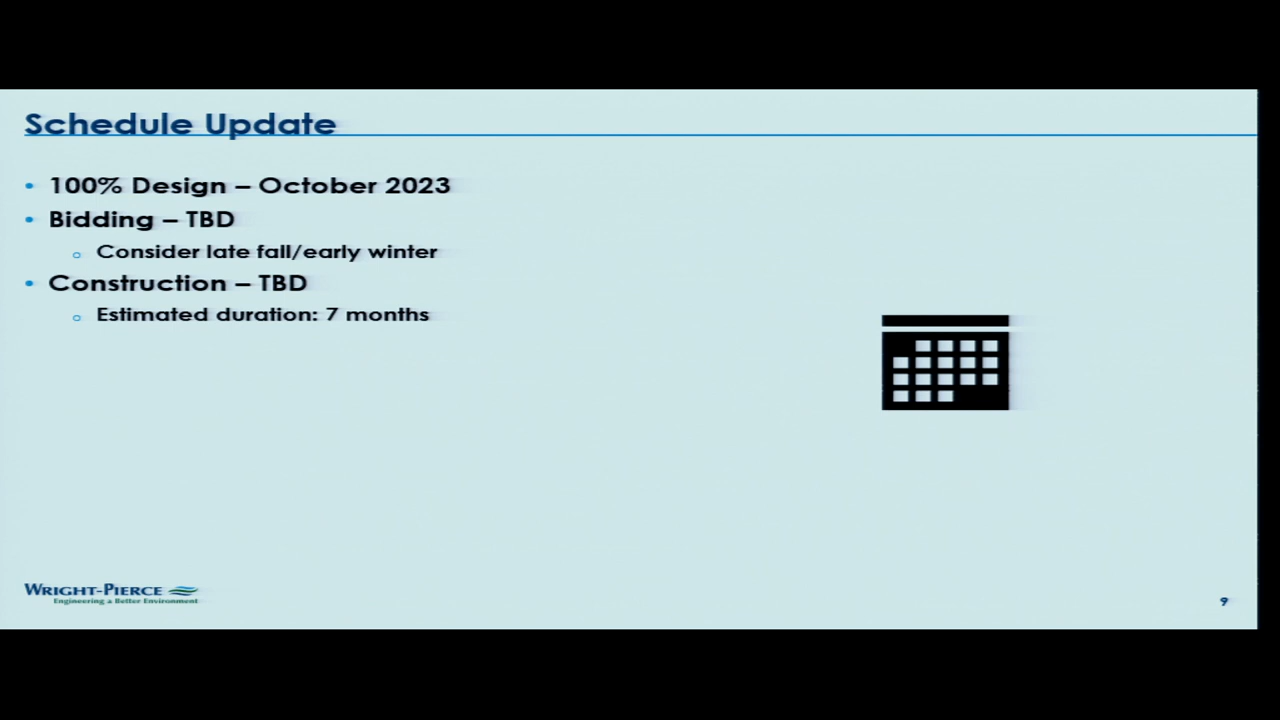 Schedule Update
• 100% Design – October 2023
• Bidding – TBD
o Consider late fall/early winter
• Construction – TBD
o Estimated duration: 7 months
WRIGHT-PIERCE
Engineering a Better Environment
9